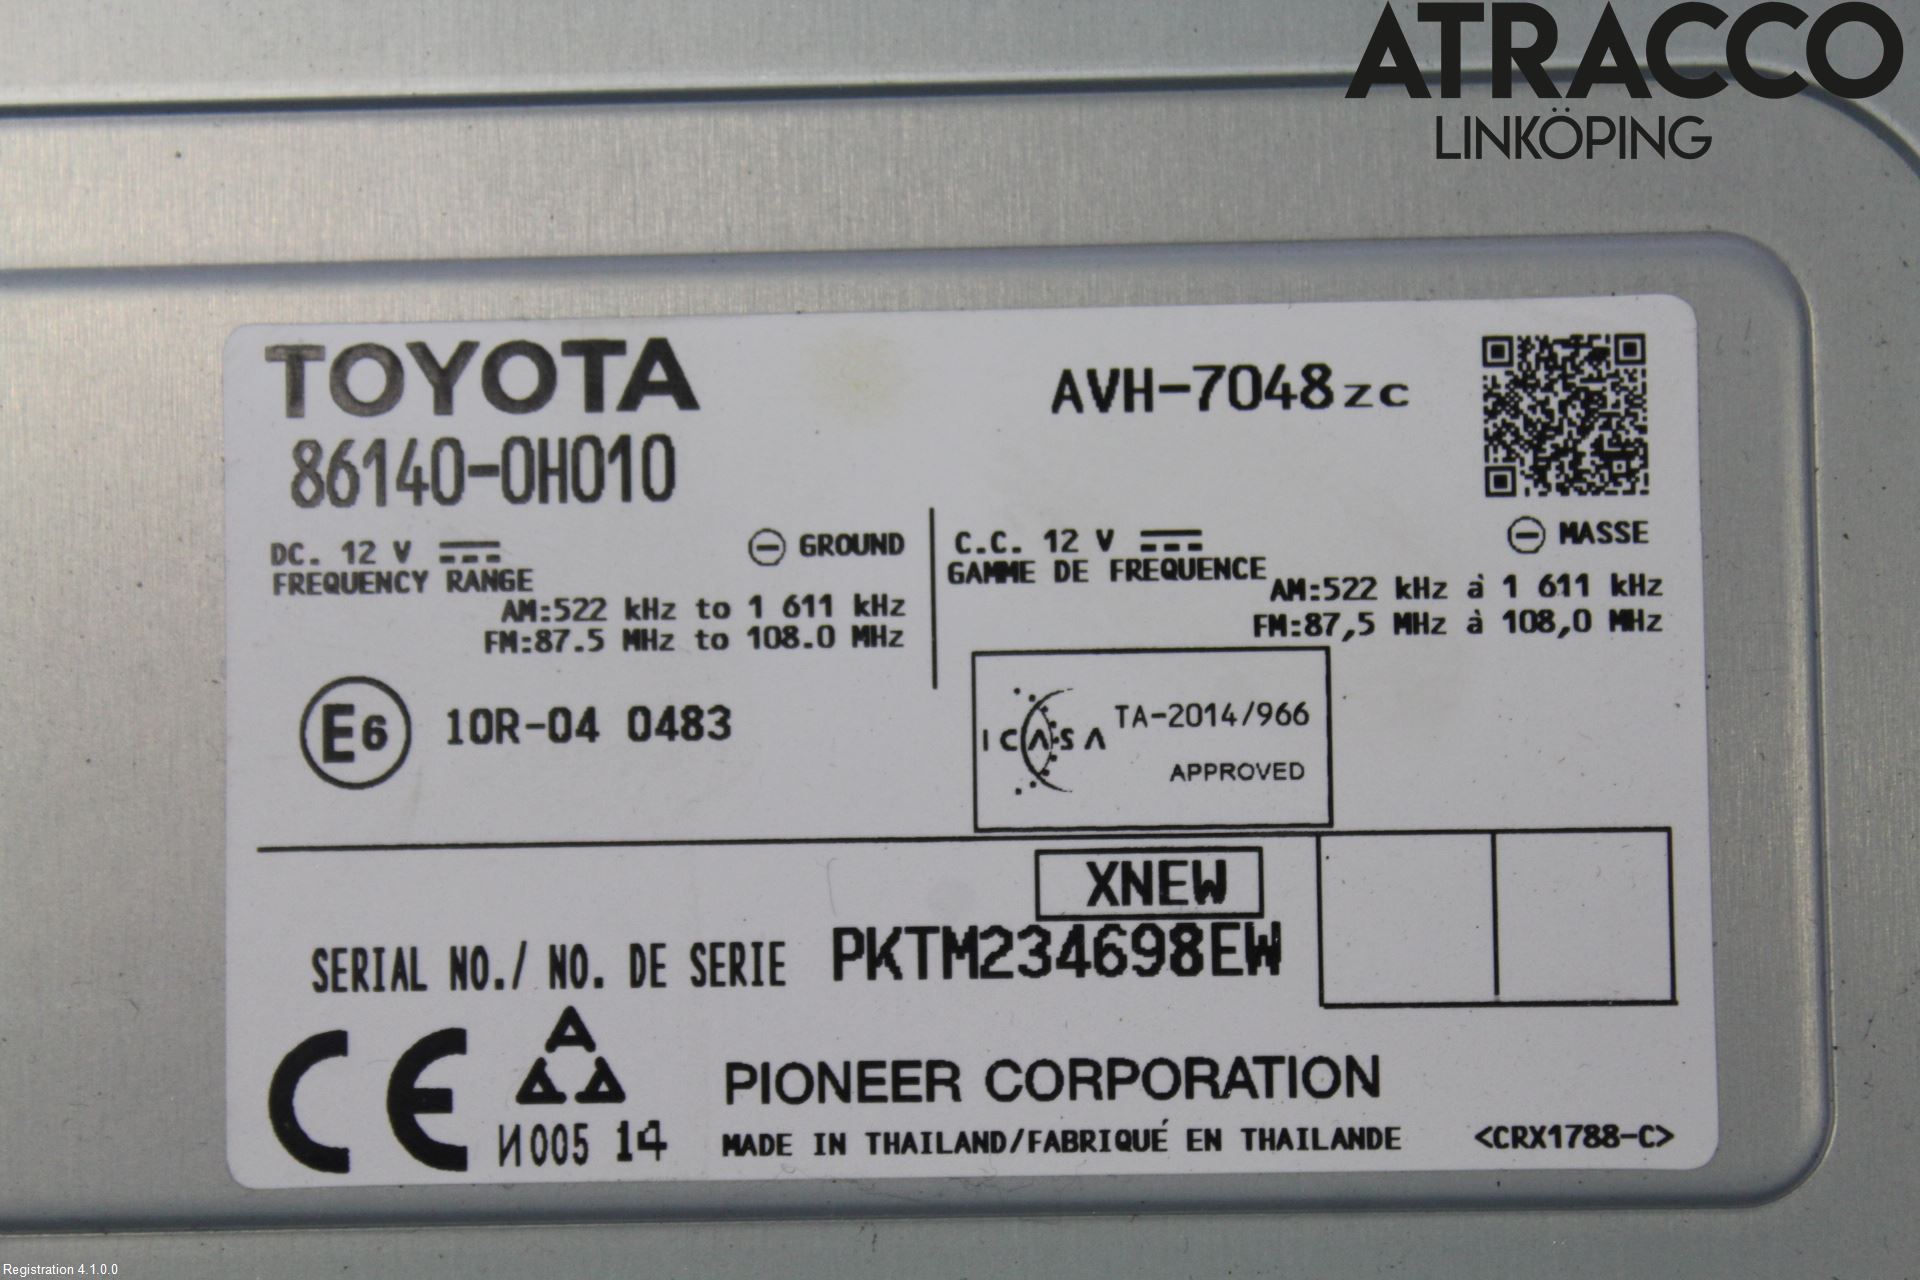 ATRACCO
LINKÖPING
TOYOTA
AVH-7048zc
86140-0H010
DC. 12 V
GROUND
FREQUENCY RANGE
AM:522 kHz to 1 611 kHz
FM:87.5 MHz to 108.0 MHz
C.C. 12 V
MASSE
GAMME DE FREQUENCE
AM:522 kHz à 1 611 kHz
FM:87,5 MHz à 108,0 MHz
E6
10R-04 0483
ICASA
TA-2014/966
APPROVED
XNEW
SERIAL NO./ NO. DE SERIE PKTM234698EW
CE
И005 14
PIONEER CORPORATION
MADE IN THAILAND/FABRIQUÉ EN THAILANDE
<CRX1788-C>
Registration 4.1.0.0